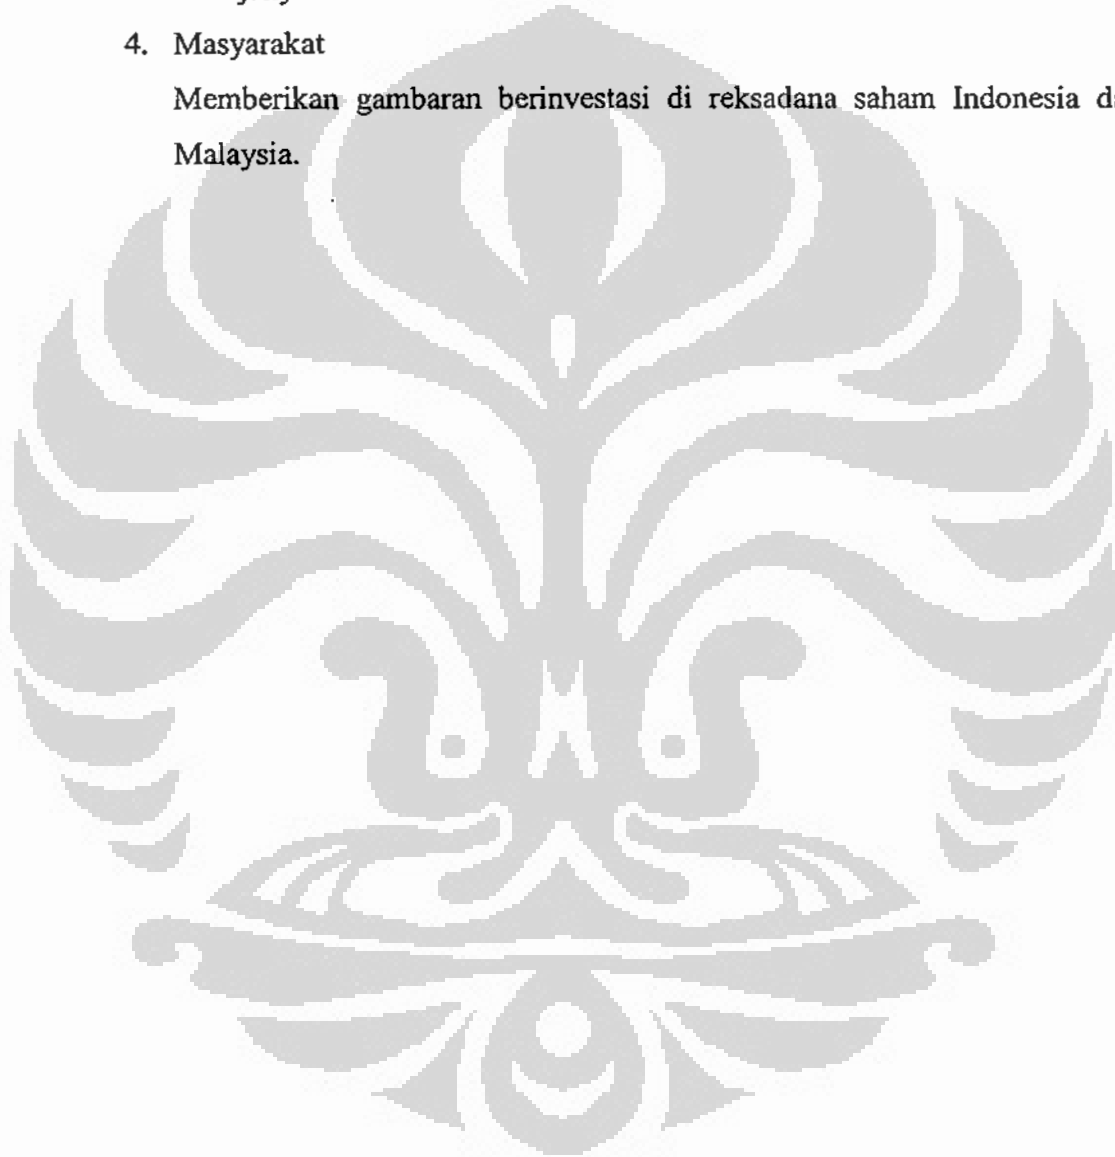 4. Masyarakat
Memberikan gambaran berinvestasi di reksadana saham Indonesia
Malaysia.